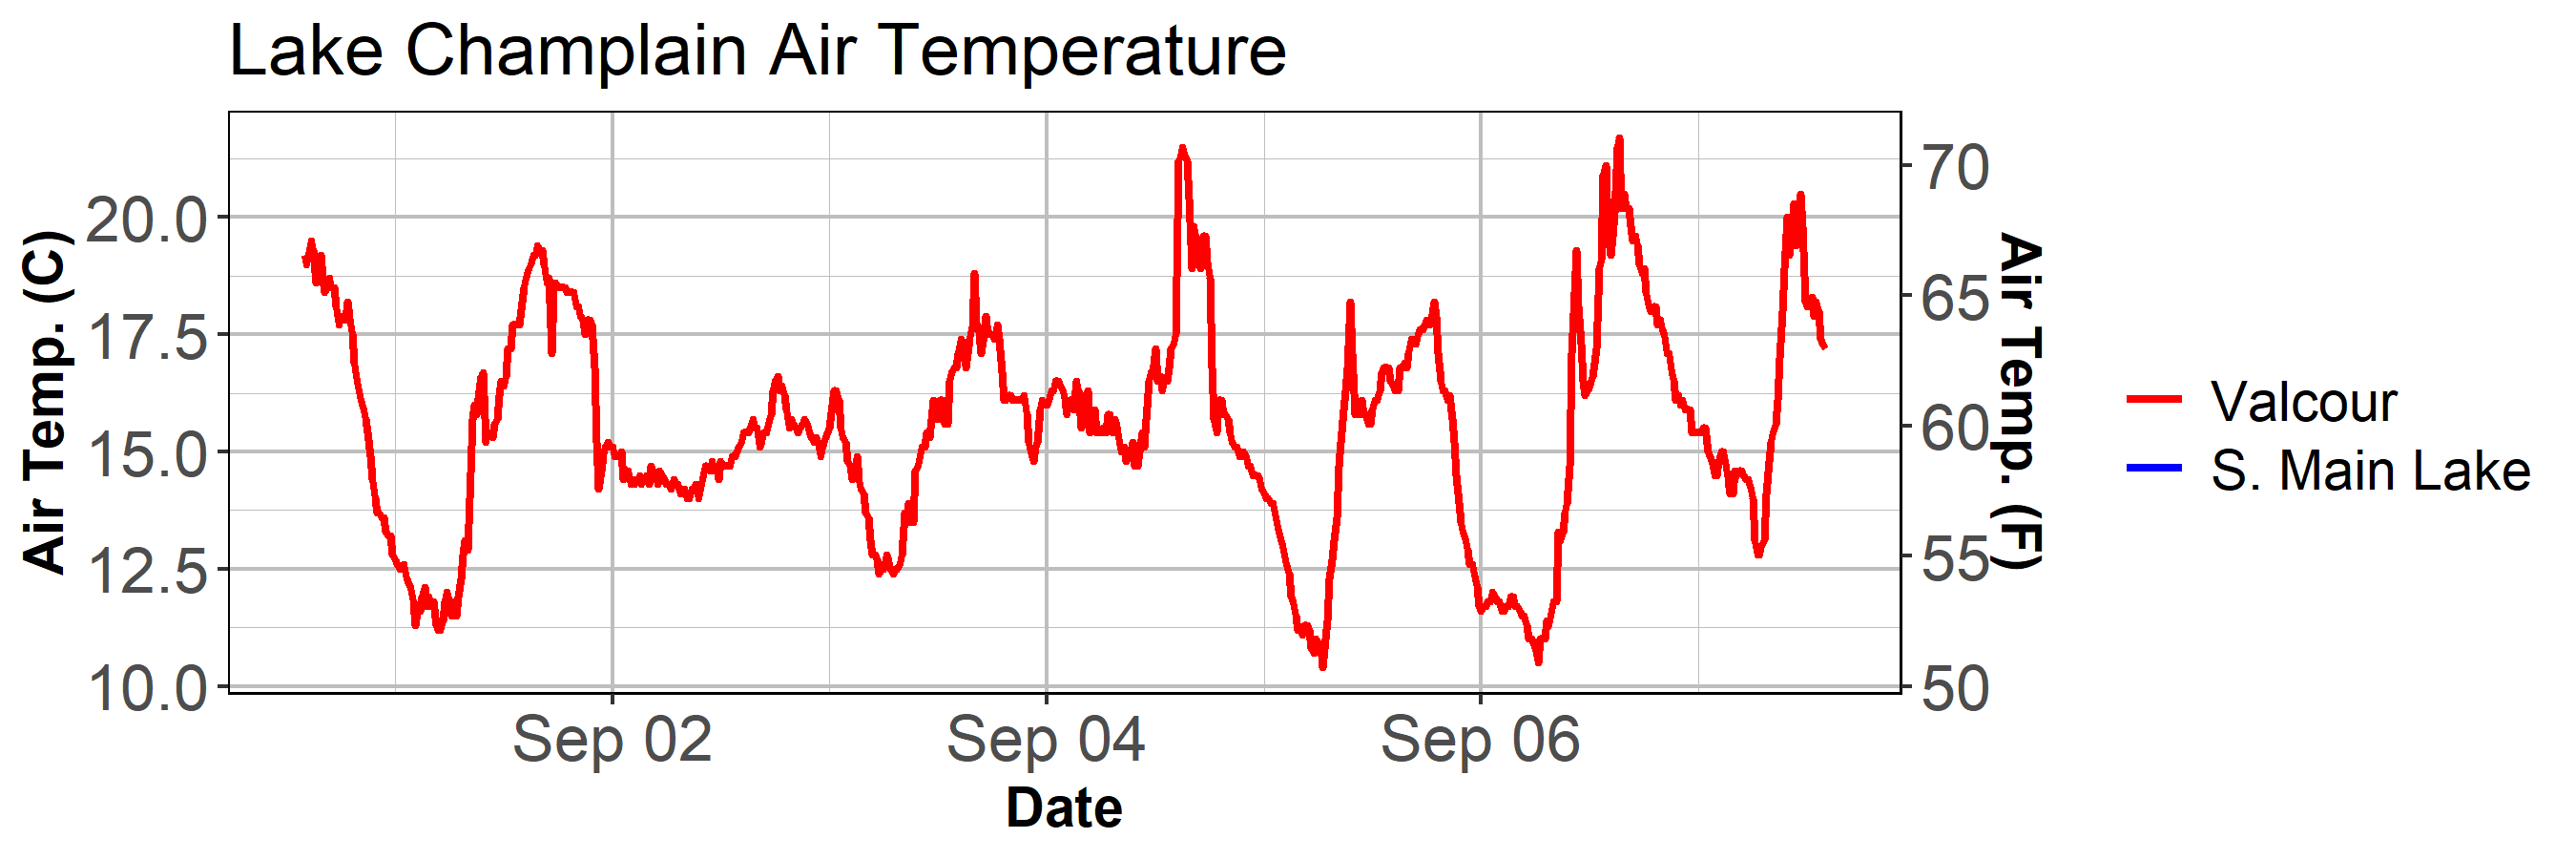 Lake Champlain Air Temperature
Air Temp. (C)
20.0
17.5
15.0
12.5
10.0
70
65
60
55
50
Air Temp. (F)
Sep 02
Sep 04
Sep 06
Date
Valcour
S. Main Lake